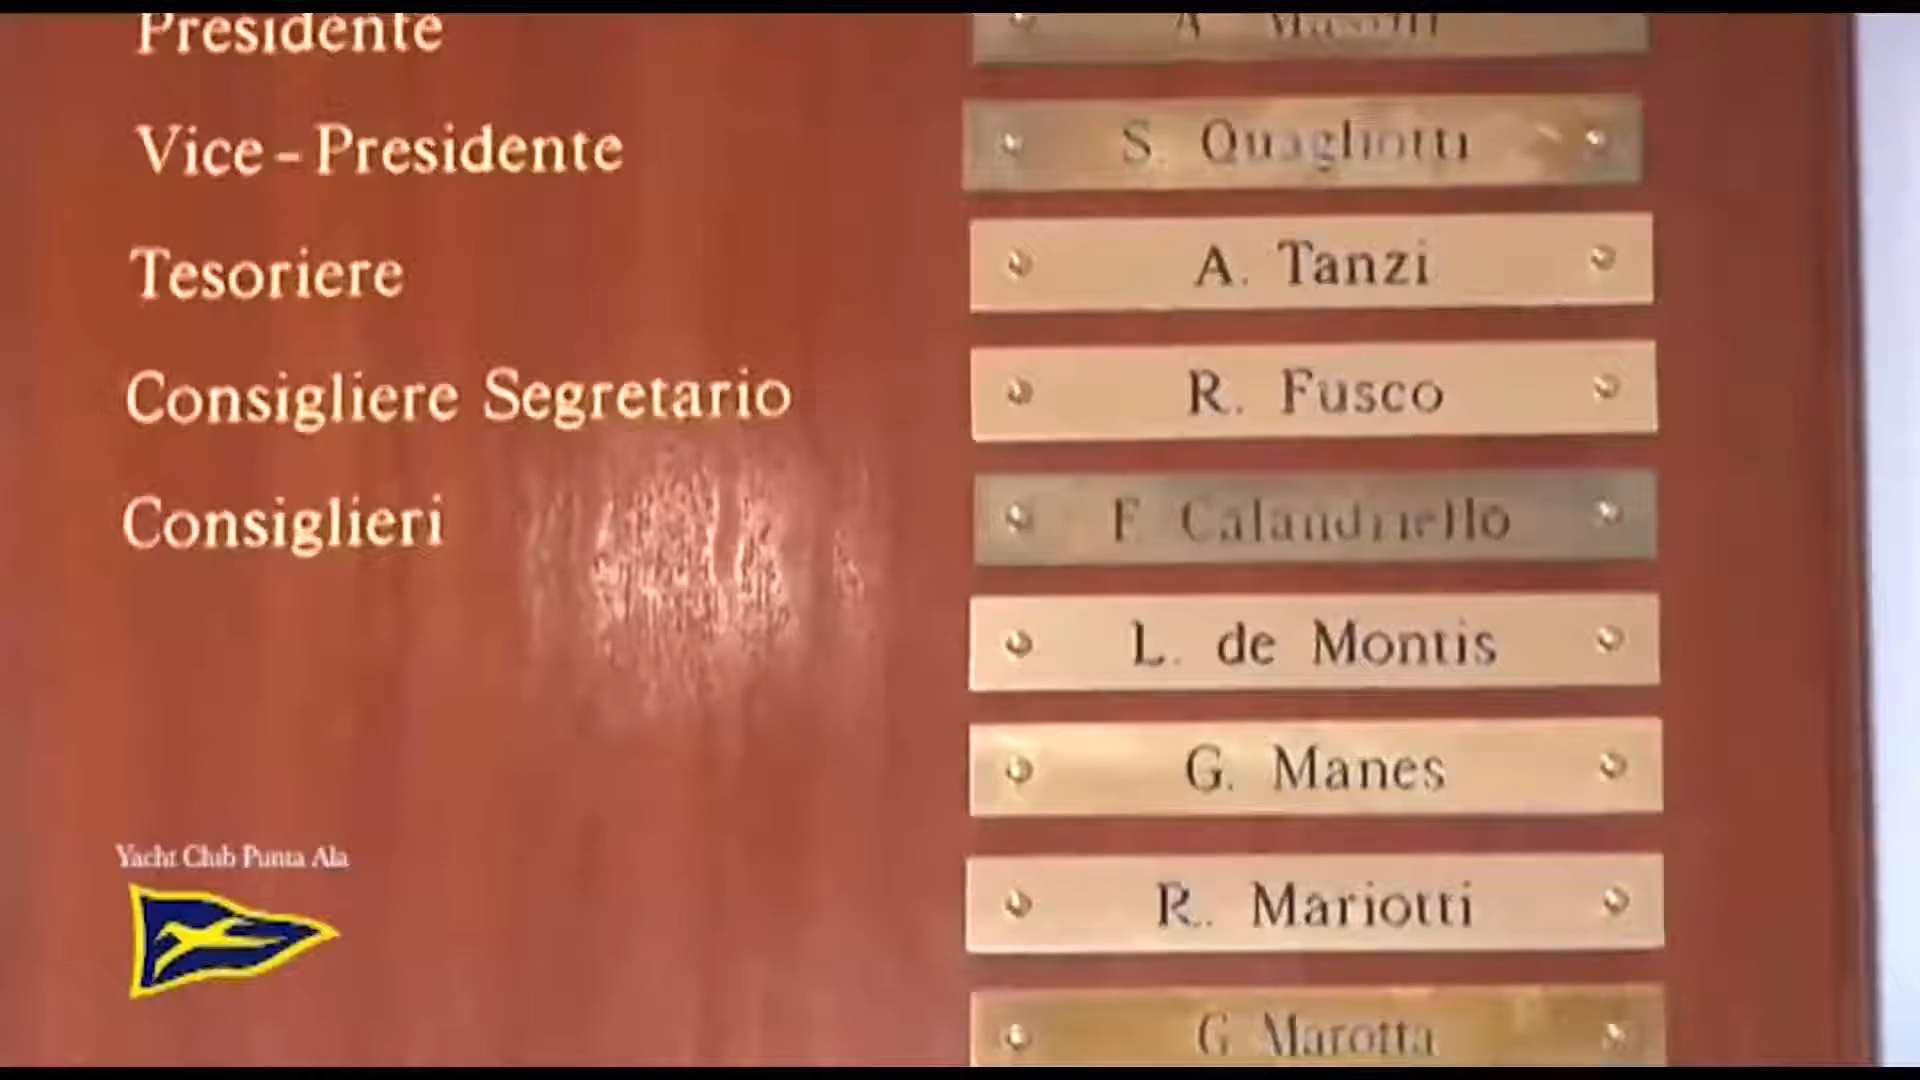 Presidente A. Masotti
Vice-Presidente S. Quagliotti
Tesoriere A. Tanzi
Consigliere Segretario R. Fusco
Consiglieri F. Calandriello
L. de Montis
G. Manes
R. Mariotti
G. Marotta
Yacht Club Punta Ala